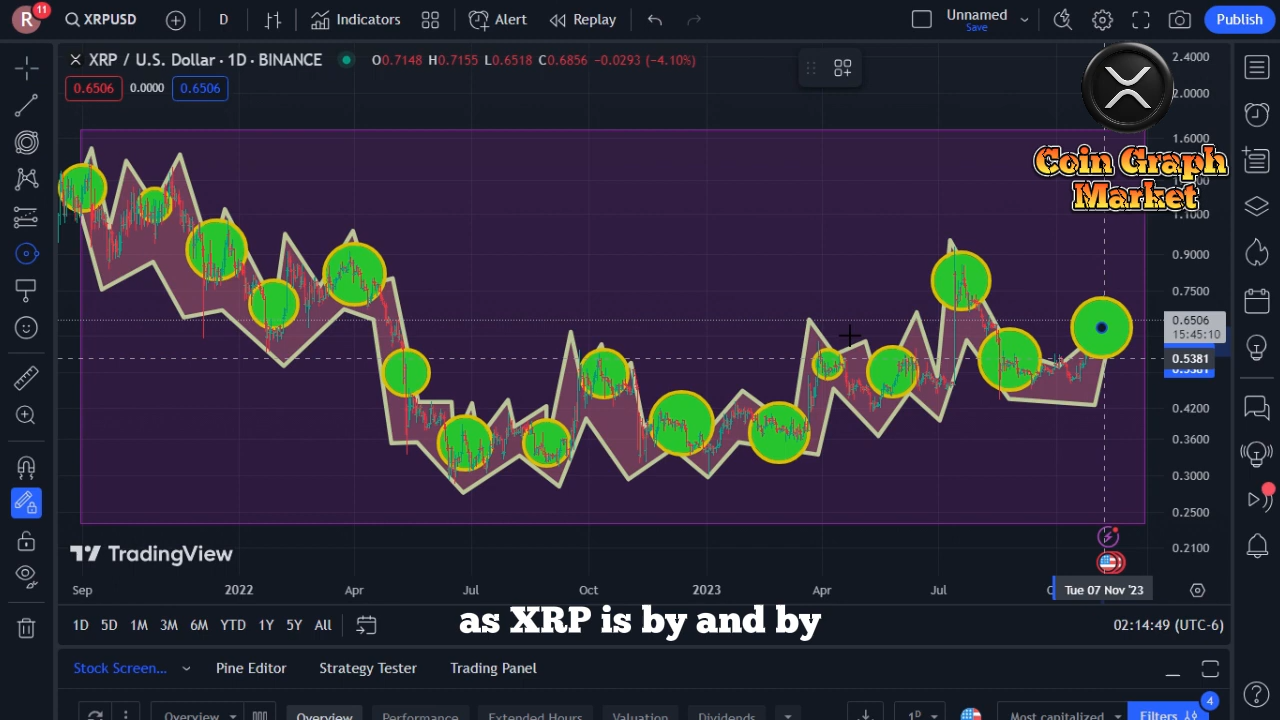 R 11 XRPUSD D Indicators Alert Replay Unnamed Save Publish
XRP / U.S. Dollar · 1D · BINANCE O0.7148 H0.7155 L0.6518 C0.6856 −0.0293 (−4.10%)
0.6506 0.0000 0.6506
2.4000
2.0000
1.6000
Coin Graph
Market
1.1000
0.9000
0.7500
0.6506
15:45:10
0.5381
0.4200
0.3600
0.3000
0.2500
0.2100
TradingView
Sep 2022 Apr Jul Oct 2023 Apr Jul Tue 07 Nov '23
as XRP is by and by
1D 5D 1M 3M 6M YTD 1Y 5Y All 02:14:49 (UTC-6)
Stock Screen... Pine Editor Strategy Tester Trading Panel
4
Overview Overview Performance Extended Hours Valuation Dividends 1D Most capitalized Filters